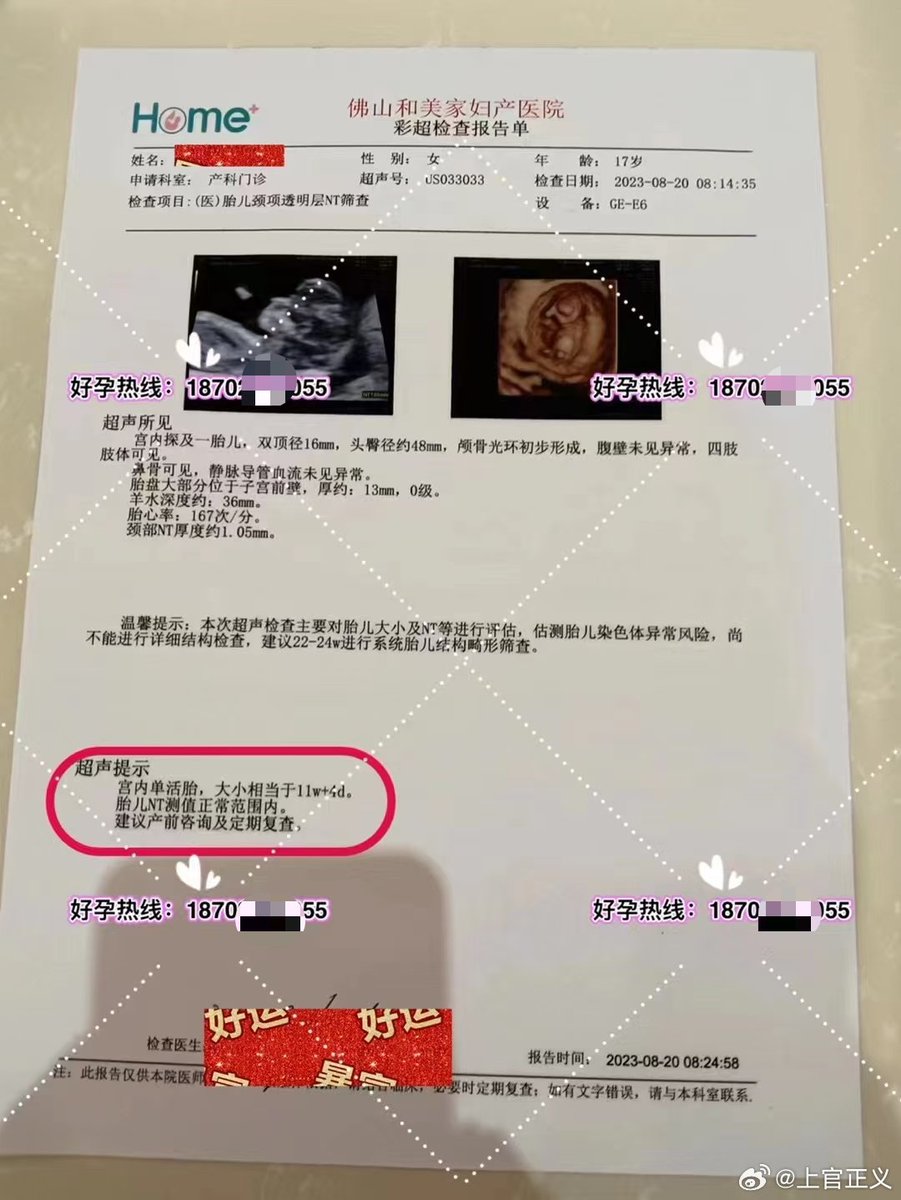 Home+
佛山和美家妇产医院
彩超检查报告单
姓名： 性 别： 女 年 龄： 17岁
申请科室： 产科门诊 超声号： US033033 检查日期： 2023-08-20 08:14:35
检查项目:(医)胎儿颈项透明层NT筛查 设 备：GE-E6
好孕热线：1870 055 好孕热线：1870 055
超声所见
宫内探及一胎儿，双顶径16mm，头臀径约48mm，颅骨光环初步形成，腹壁未见异常，四肢
肢体可见。
鼻骨可见，静脉导管血流未见异常。
胎盘大部分位于子宫前壁，厚约：13mm，0级。
羊水深度约：36mm。
胎心率：167次/分。
颈部NT厚度约1.05mm。
温馨提示：本次超声检查主要对胎儿大小及NT等进行评估，估测胎儿染色体异常风险，尚
不能进行详细结构检查，建议22-24w进行系统胎儿结构畸形筛查。
超声提示
宫内单活胎，大小相当于11w+4d。
胎儿NT测值正常范围内。
建议产前咨询及定期复查。
好孕热线：1870 055 好孕热线：1870 055
好运 好运
检查医生: 报告时间： 2023-08-20 08:24:58
注：此报告仅供本院医师 必要时定期复查；如有文字错误，请与本科室联系.
@上官正义